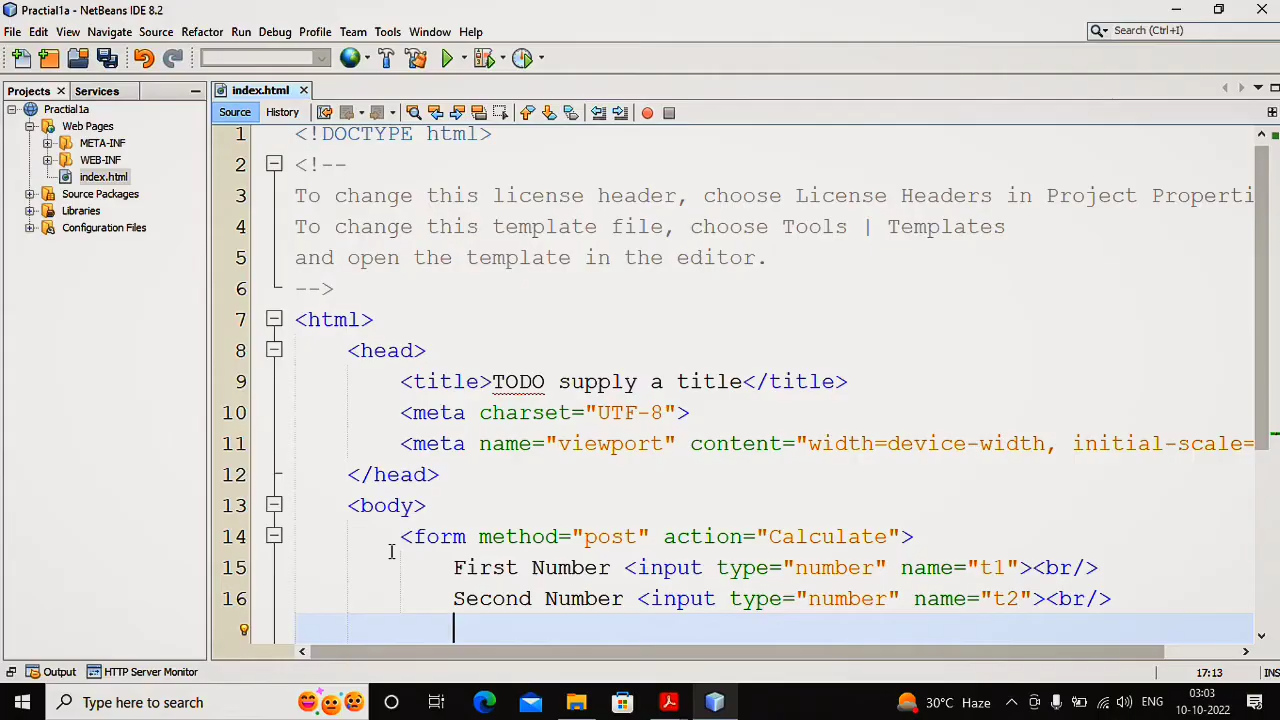 Practial1a - NetBeans IDE 8.2
File Edit View Navigate Source Refactor Run Debug Profile Team Tools Window Help
Search (Ctrl+I)
Projects Services
index.html
Practial1a
Source History
Web Pages
META-INF
WEB-INF
index.html
Source Packages
Libraries
Configuration Files
1 <!DOCTYPE html>
2 <!--
3 To change this license header, choose License Headers in Project Properti
4 To change this template file, choose Tools | Templates
5 and open the template in the editor.
6 -->
7 <html>
8 <head>
9 <title>TODO supply a title</title>
10 <meta charset="UTF-8">
11 <meta name="viewport" content="width=device-width, initial-scale=
12 </head>
13 <body>
14 <form method="post" action="Calculate">
15 First Number <input type="number" name="t1"><br/>
16 Second Number <input type="number" name="t2"><br/>
Output HTTP Server Monitor
17:13 INS
Type here to search
30°C Haze
ENG
03:03
10-10-2022